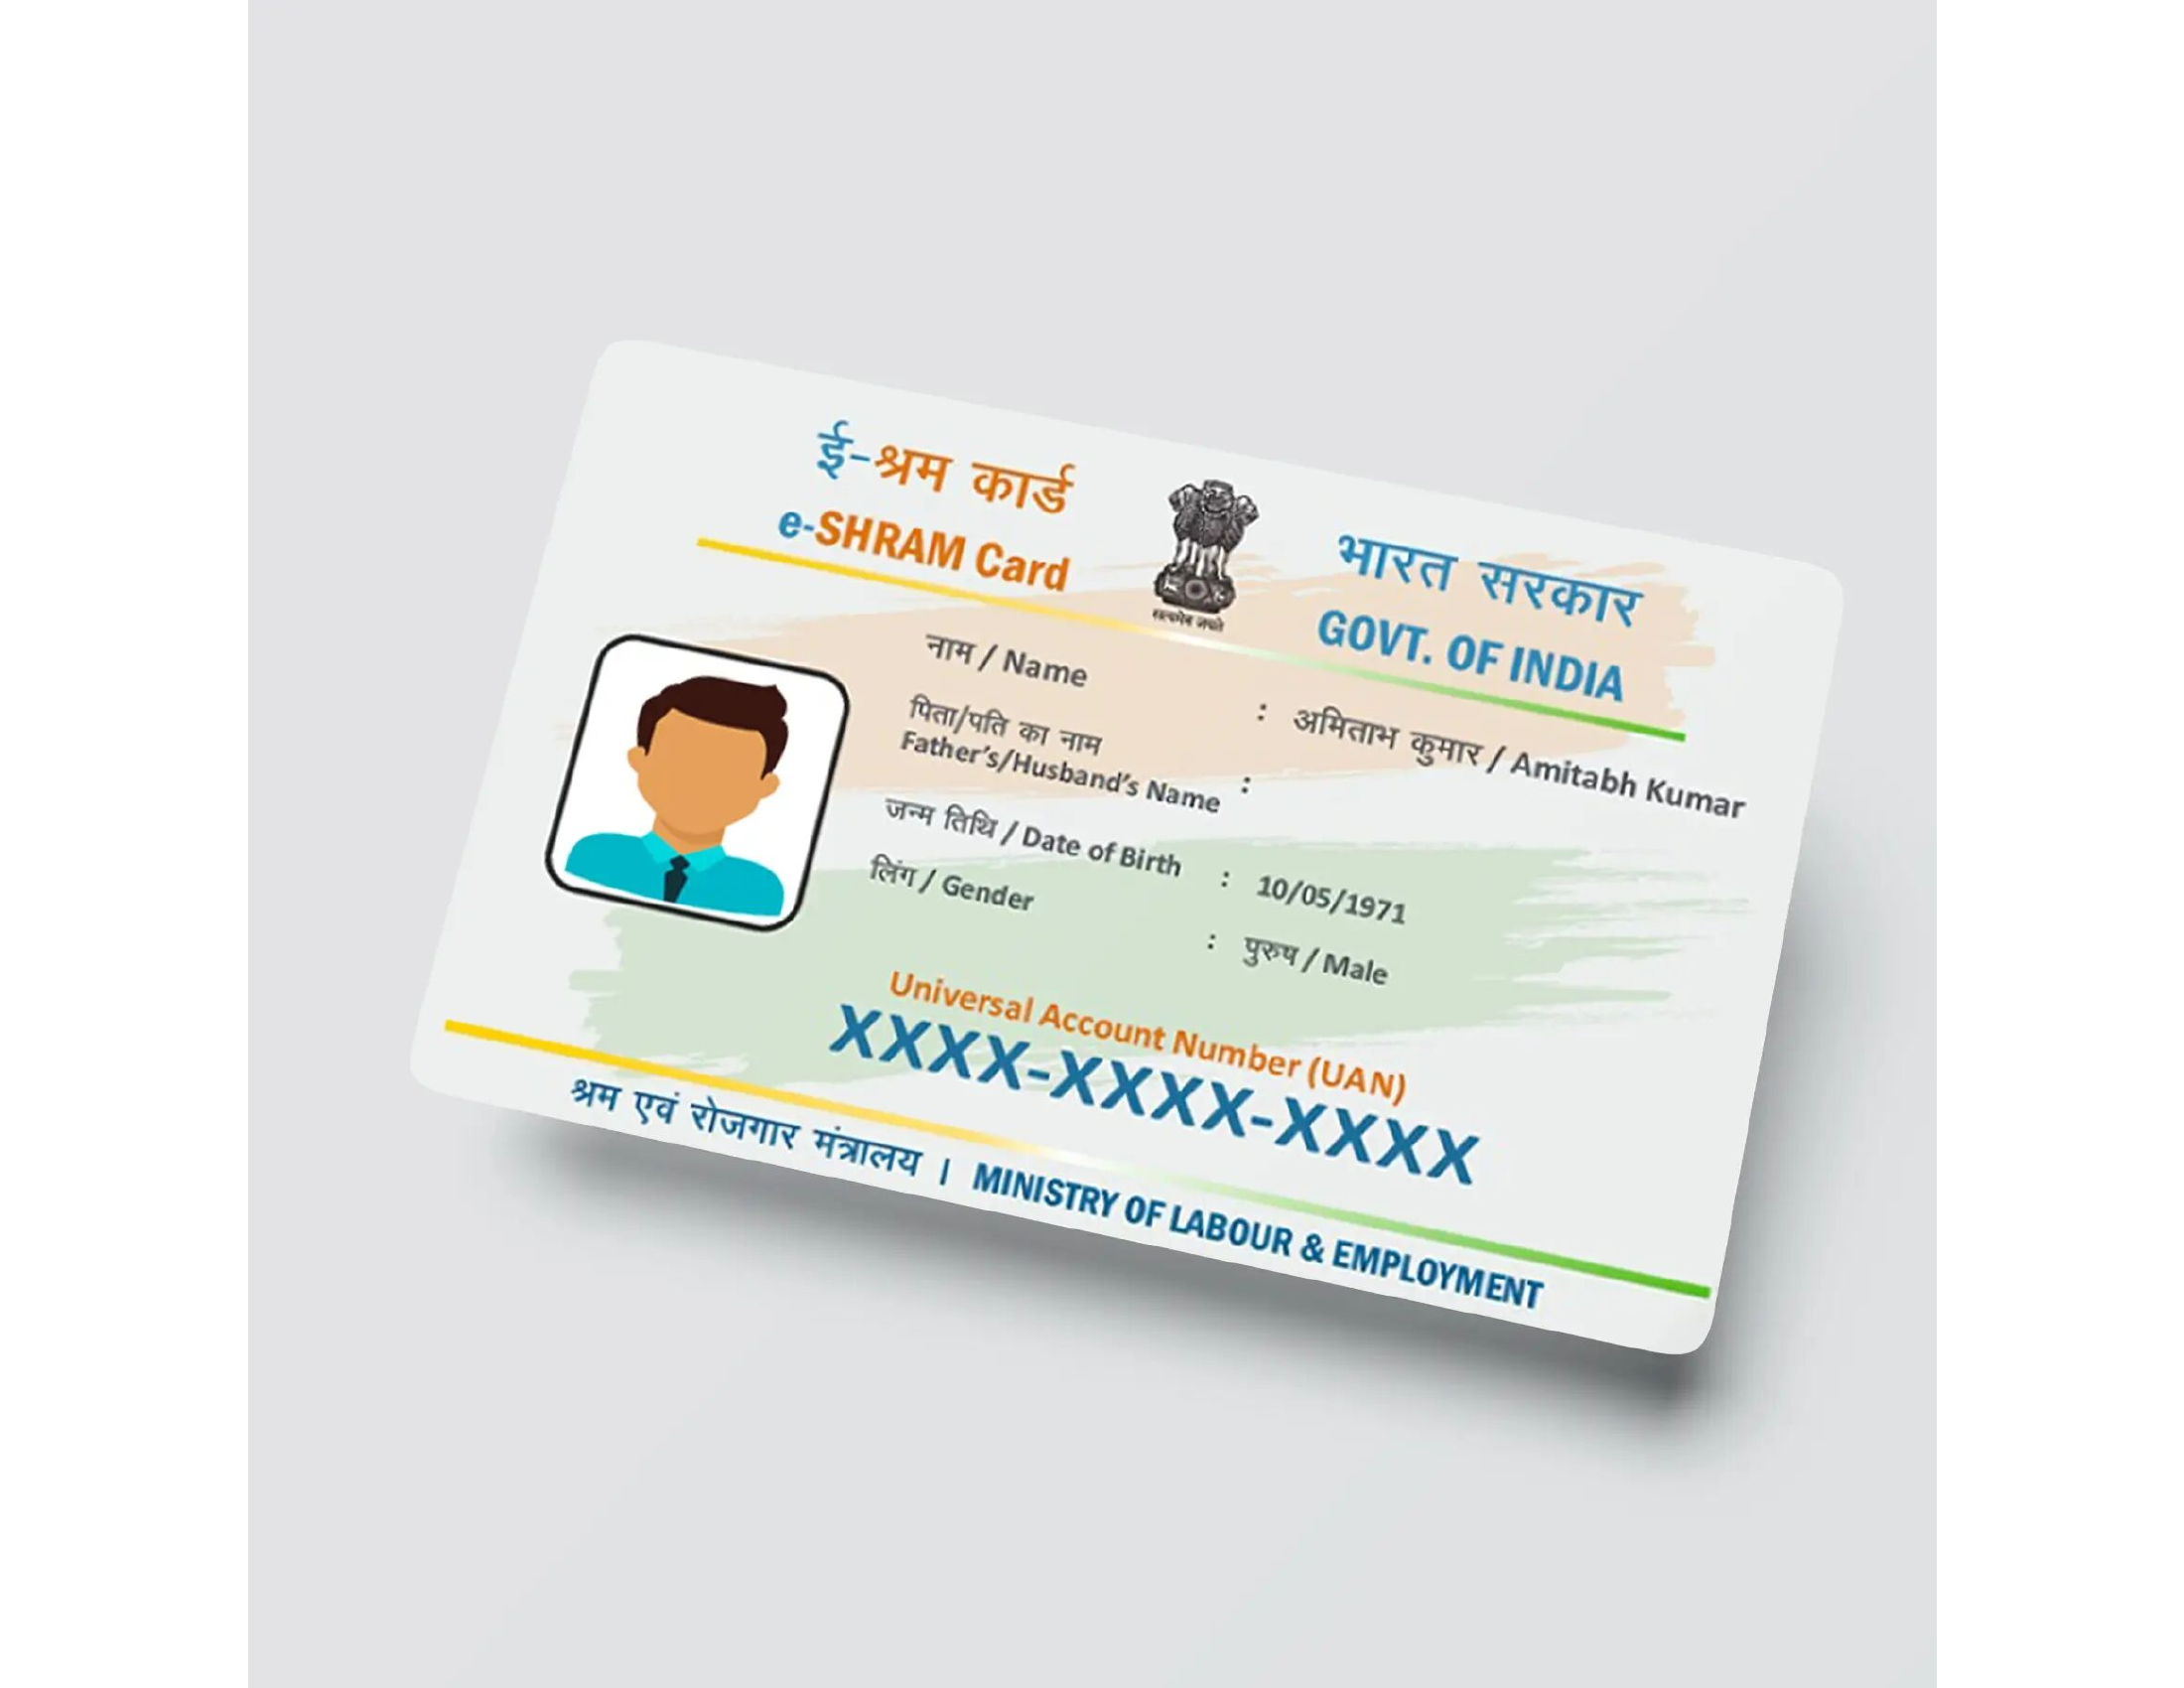 ई-श्रम कार्ड
e-SHRAM Card
सत्यमेव जयते
भारत सरकार
GOVT. OF INDIA
नाम / Name : अमिताभ कुमार / Amitabh Kumar
पिता/पति का नाम
Father's/Husband's Name :
जन्म तिथि / Date of Birth : 10/05/1971
लिंग / Gender : पुरुष / Male
Universal Account Number (UAN)
XXXX-XXXX-XXXX
श्रम एवं रोजगार मंत्रालय | MINISTRY OF LABOUR & EMPLOYMENT